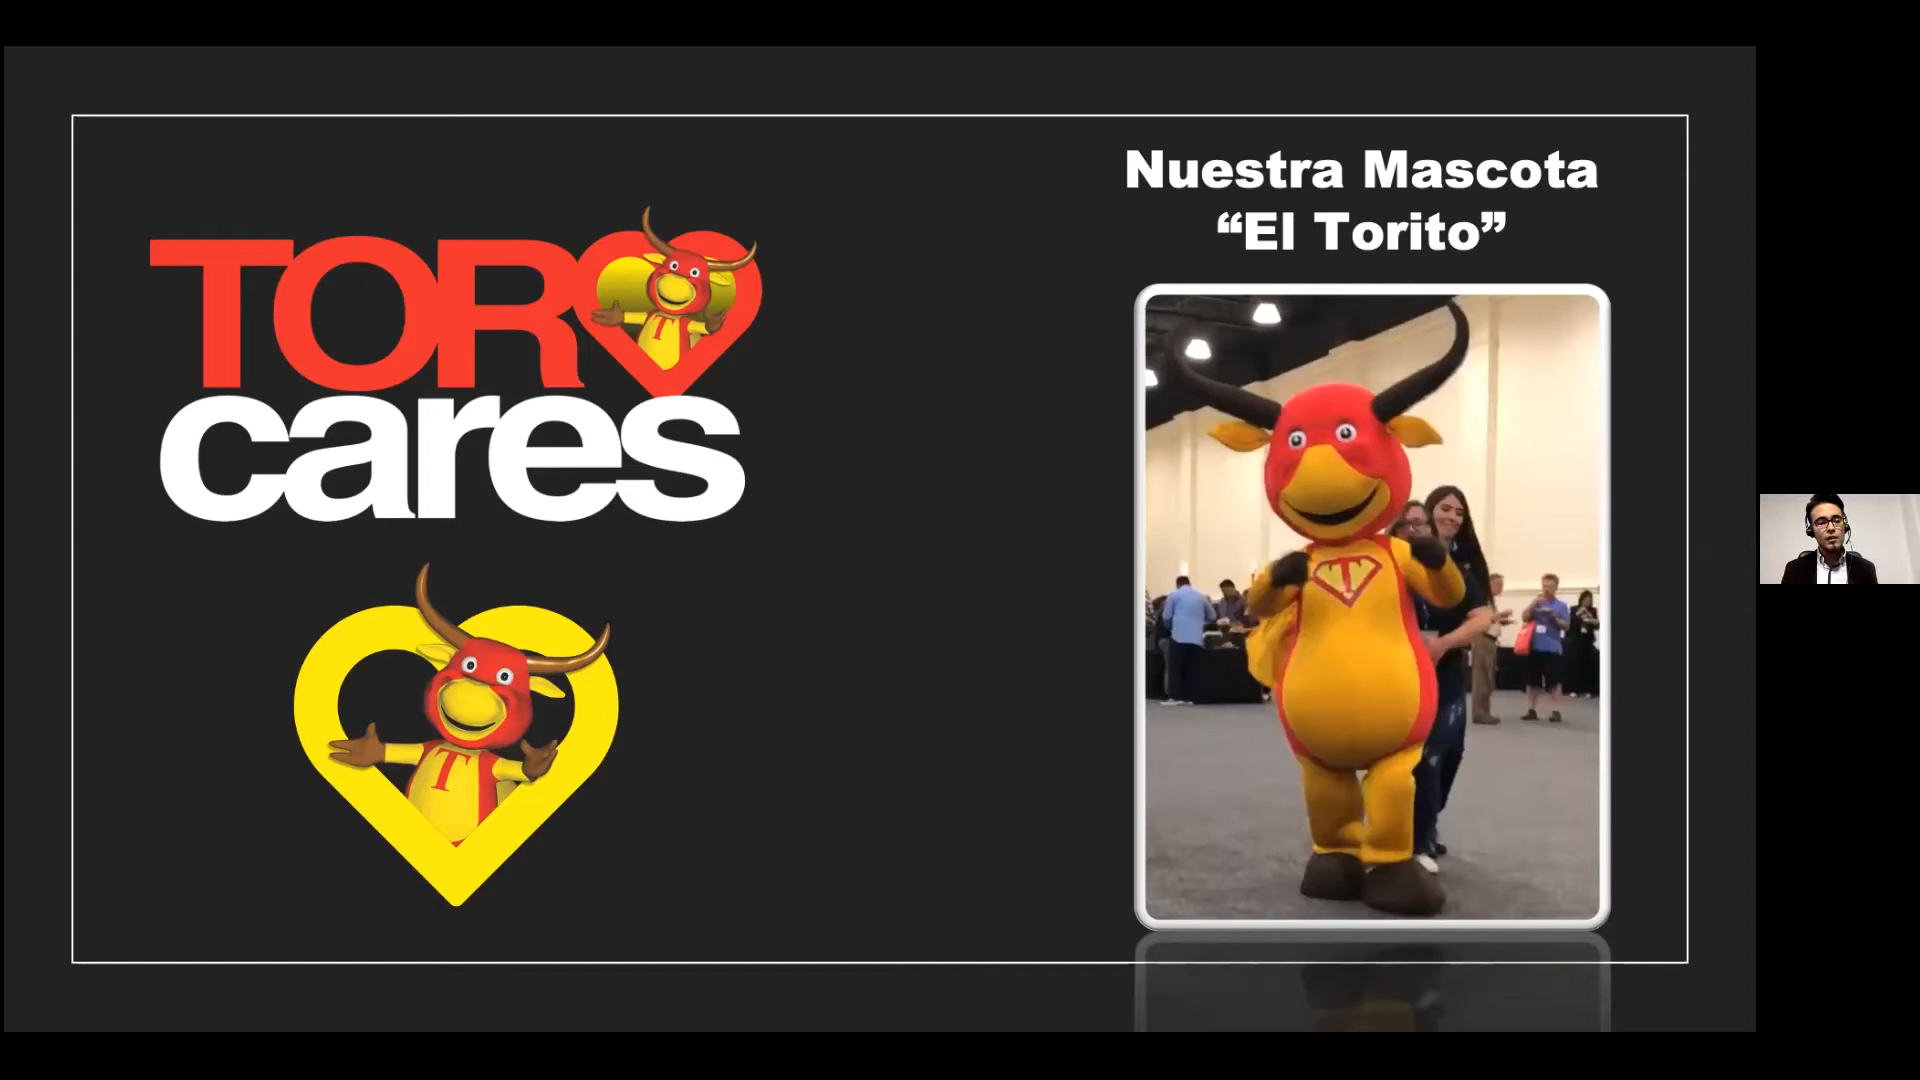 TORO
cares
T
T
Nuestra Mascota
“El Torito”
T